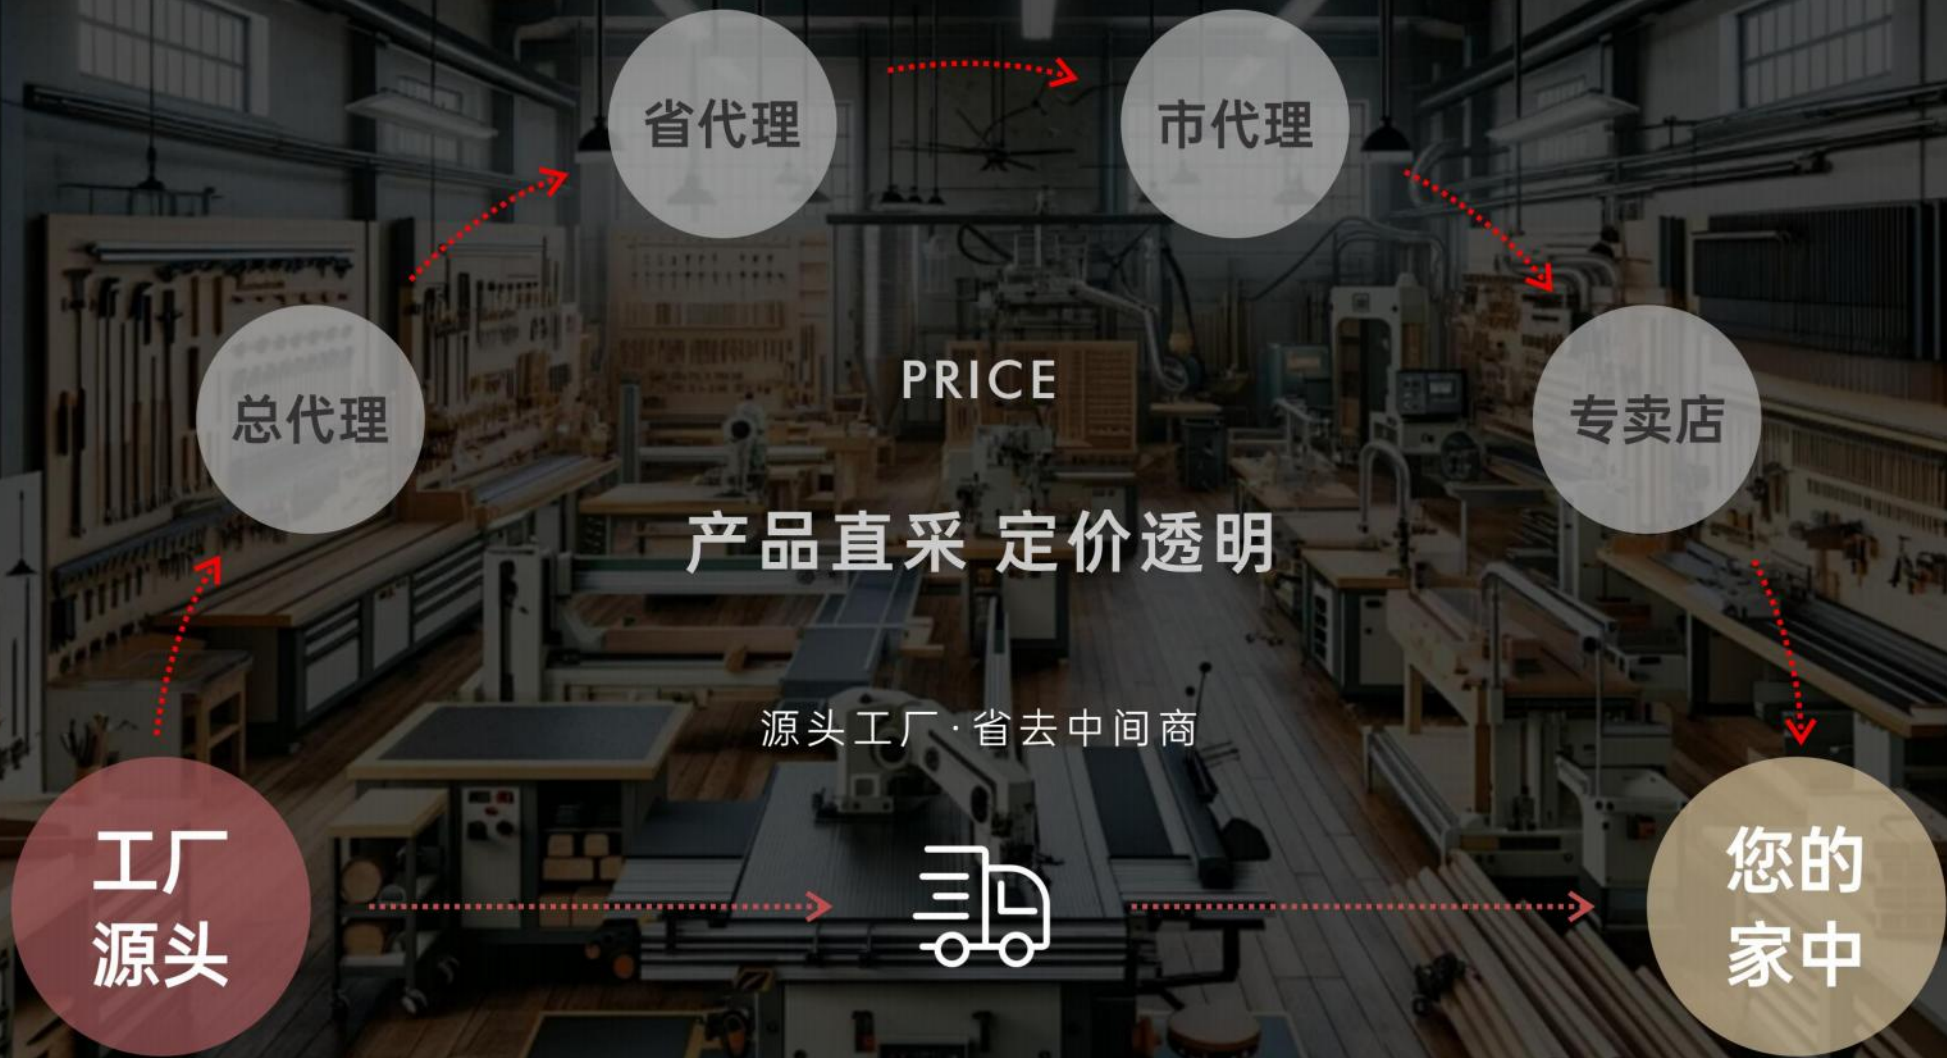 省代理
市代理
总代理
专卖店
PRICE
产品直采 定价透明
源头工厂·省去中间商
工厂
源头
您的
家中